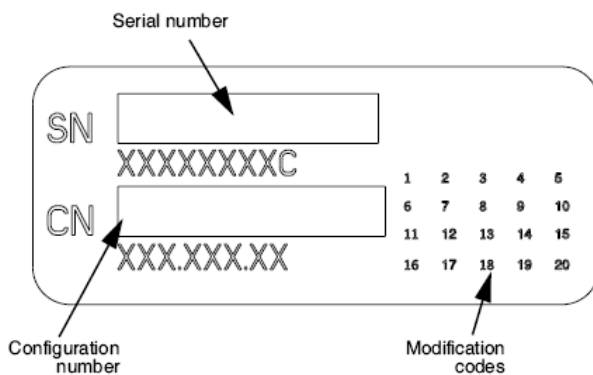 Serial number
SN
XXXXXXXXC
CN
XXX.XXX.XX
1 2 3 4 5
6 7 8 9 10
11 12 13 14 15
16 17 18 19 20
Configuration
number
Modification
codes